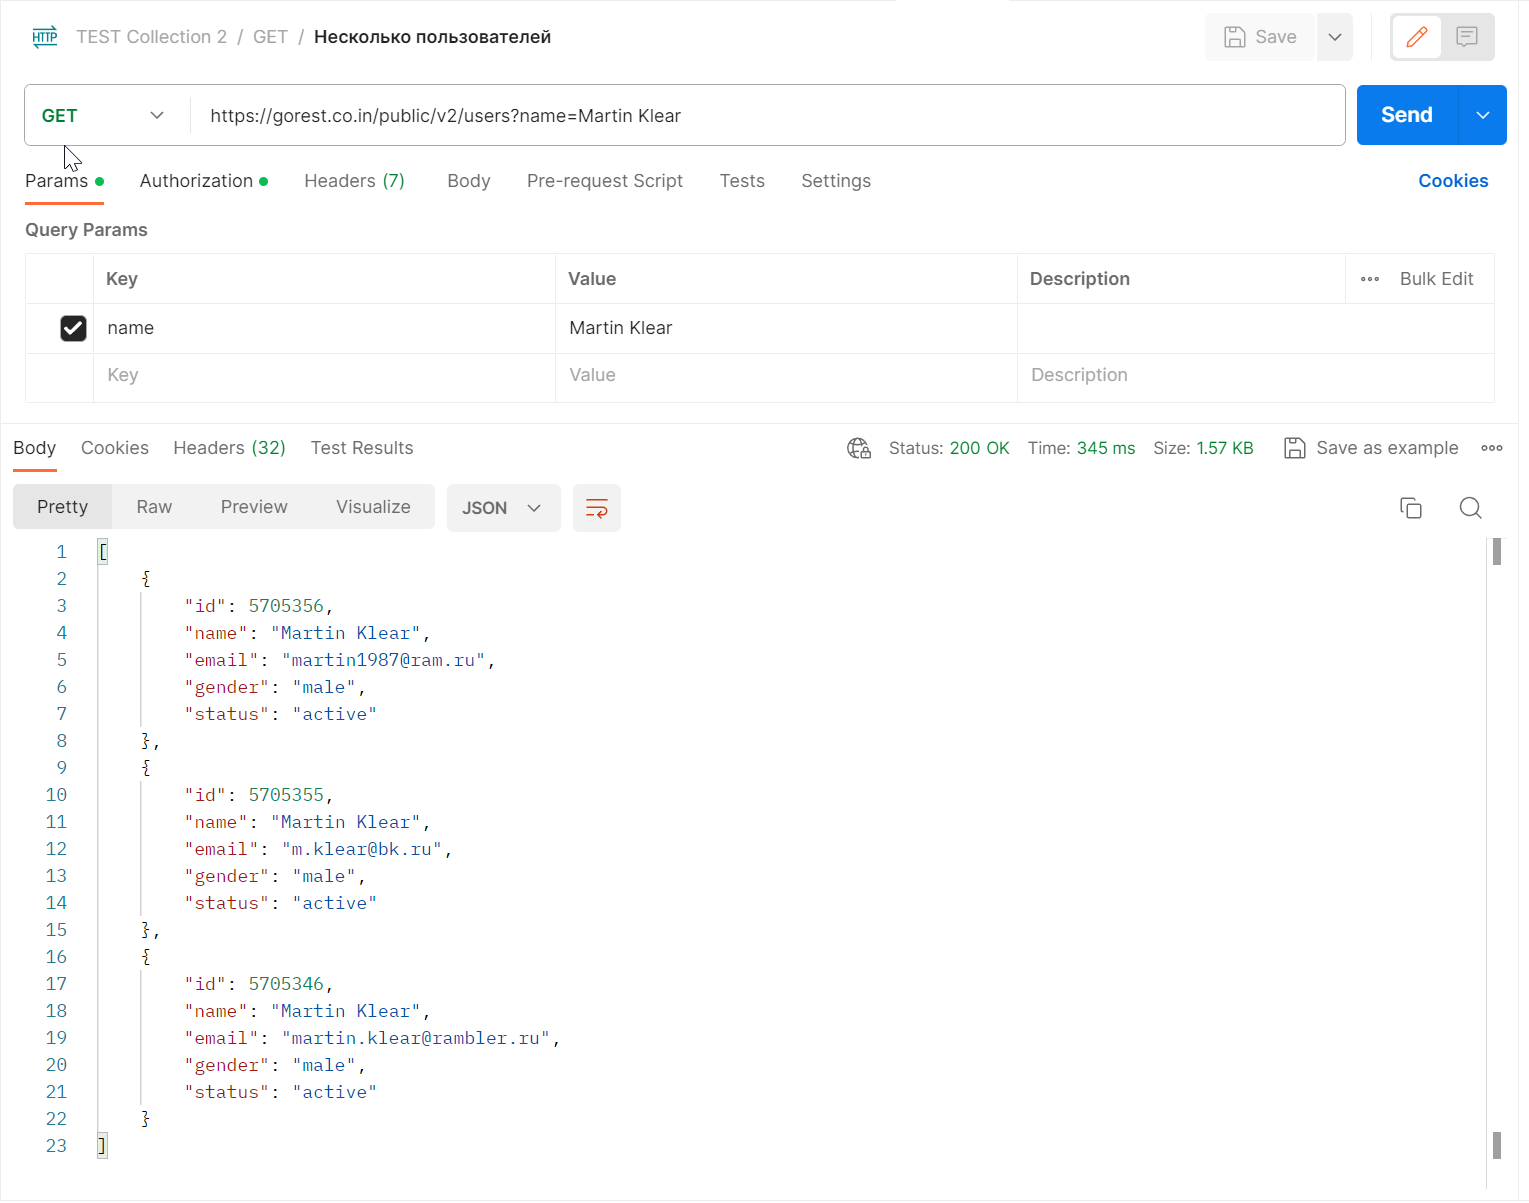 HTTP TEST Collection 2 / GET / Несколько пользователей Save
GET https://gorest.co.in/public/v2/users?name=Martin Klear Send
Params Authorization Headers (7) Body Pre-request Script Tests Settings Cookies
Query Params
Key Value Description Bulk Edit
name Martin Klear
Key Value Description
Body Cookies Headers (32) Test Results Status: 200 OK Time: 345 ms Size: 1.57 KB Save as example
Pretty Raw Preview Visualize JSON
1 [
2 {
3 "id": 5705356,
4 "name": "Martin Klear",
5 "email": "martin1987@ram.ru",
6 "gender": "male",
7 "status": "active"
8 },
9 {
10 "id": 5705355,
11 "name": "Martin Klear",
12 "email": "m.klear@bk.ru",
13 "gender": "male",
14 "status": "active"
15 },
16 {
17 "id": 5705346,
18 "name": "Martin Klear",
19 "email": "martin.klear@rambler.ru",
20 "gender": "male",
21 "status": "active"
22 }
23 ]